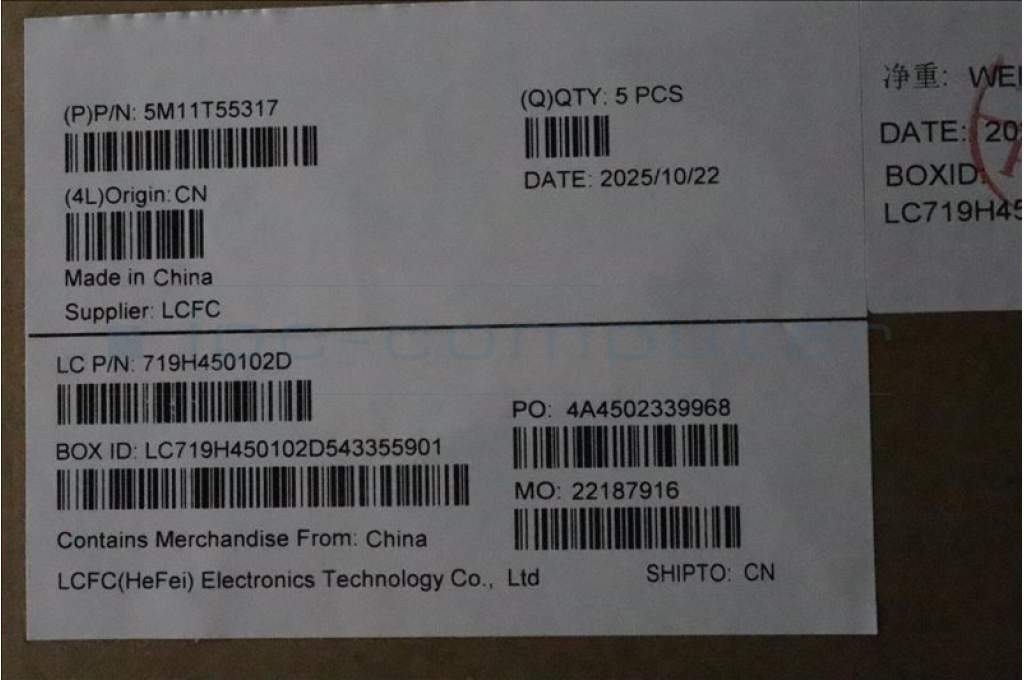 (P)P/N: 5M11T55317
(Q)QTY: 5 PCS
DATE: 2025/10/22
(4L)Origin:CN
Made in China
Supplier: LCFC
LC P/N: 719H450102D
BOX ID: LC719H450102D543355901
PO: 4A4502339968
MO: 22187916
Contains Merchandise From: China
LCFC(HeFei) Electronics Technology Co., Ltd
SHIPTO: CN
净重:
DATE: 20
BOXID:
LC719H45